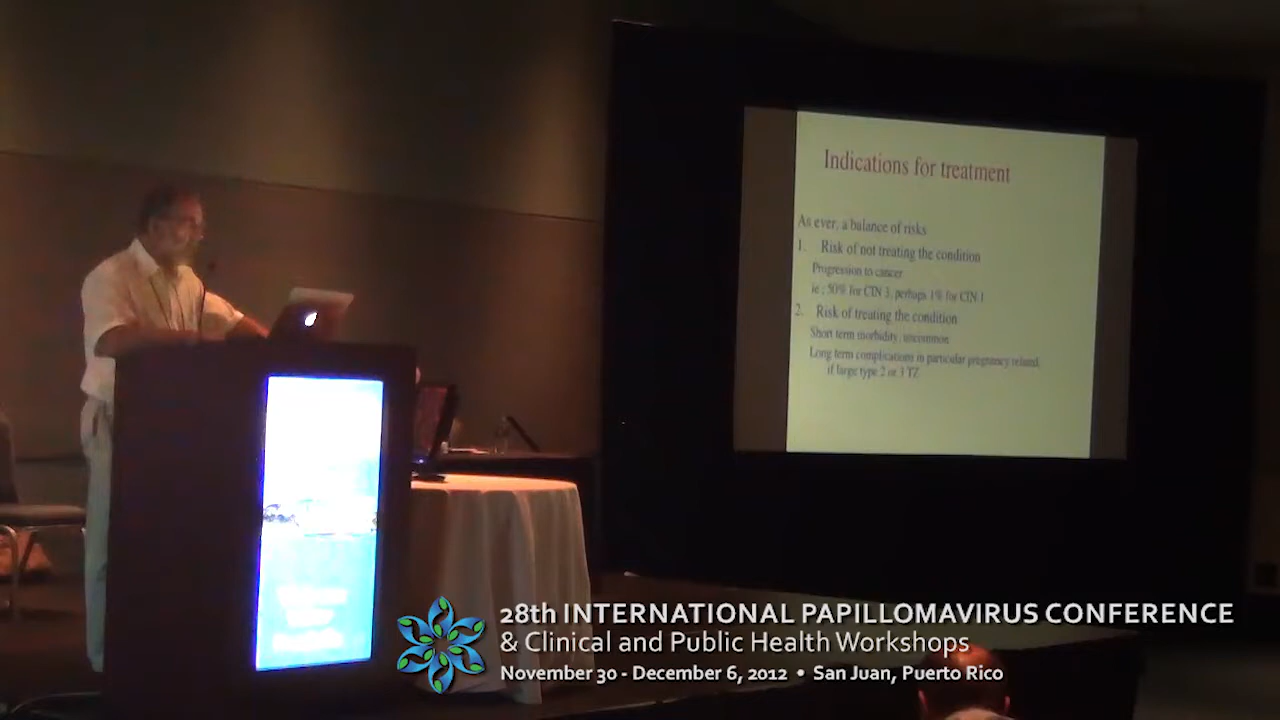 Indications for treatment
As ever, a balance of risks
1. Risk of not treating the condition
Progression to cancer
ie ; 50% for CIN 3, perhaps 1% for CIN 1
2. Risk of treating the condition
Short term morbidity, uncommon
Long term complications in particular pregnancy related,
if large type 2 or 3 TZ
28th INTERNATIONAL PAPILLOMAVIRUS CONFERENCE
& Clinical and Public Health Workshops
November 30 - December 6, 2012 • San Juan, Puerto Rico